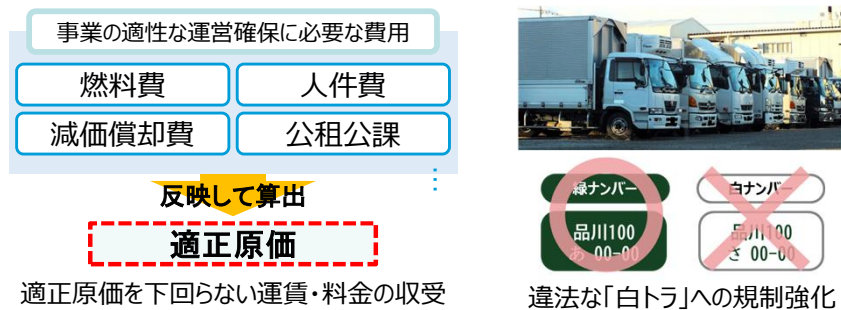 事業の適性な運営確保に必要な費用
燃料費
人件費
減価償却費
公租公課
⋮
反映して算出
適正原価
適正原価を下回らない運賃・料金の収受
緑ナンバー
白ナンバー
品川100
あ 00-00
品川100
さ 00-00
違法な「白トラ」への規制強化